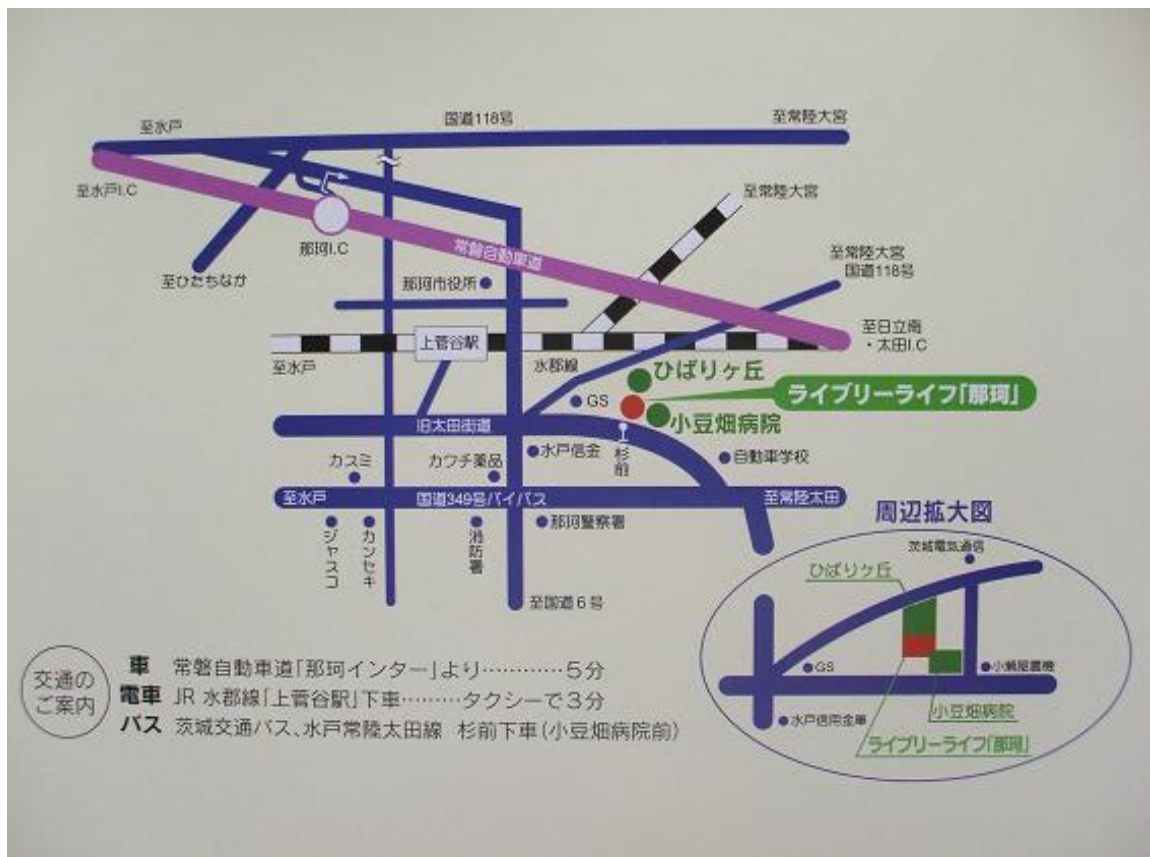 国道118号
至水戸
至常陸大宮
至水戸I.C
至常陸大宮
那珂I.C
常磐自動車道
至常陸大宮
国道118号
至ひたちなか
那珂市役所
至日立南
・太田I.C
上菅谷駅
至水戸
水郡線
ひばりヶ丘
ライブリーライフ「那珂」
GS
小豆畑病院
旧太田街道
杉前
水戸信金
自動車学校
カスミ
カワチ薬品
至水戸
国道349号バイパス
至常陸太田
ジャスコ
カンセキ
消防署
那珂警察署
至国道6号
周辺拡大図
茨城電気通信
ひばりヶ丘
GS
小豆畑病院
水戸信用金庫
ライブリーライフ「那珂」
交通の
ご案内
車 常磐自動車道「那珂インター」より…………5分
電車 JR 水郡線「上菅谷駅」下車………タクシーで3分
バス 茨城交通バス、水戸常陸太田線 杉前下車(小豆畑病院前)